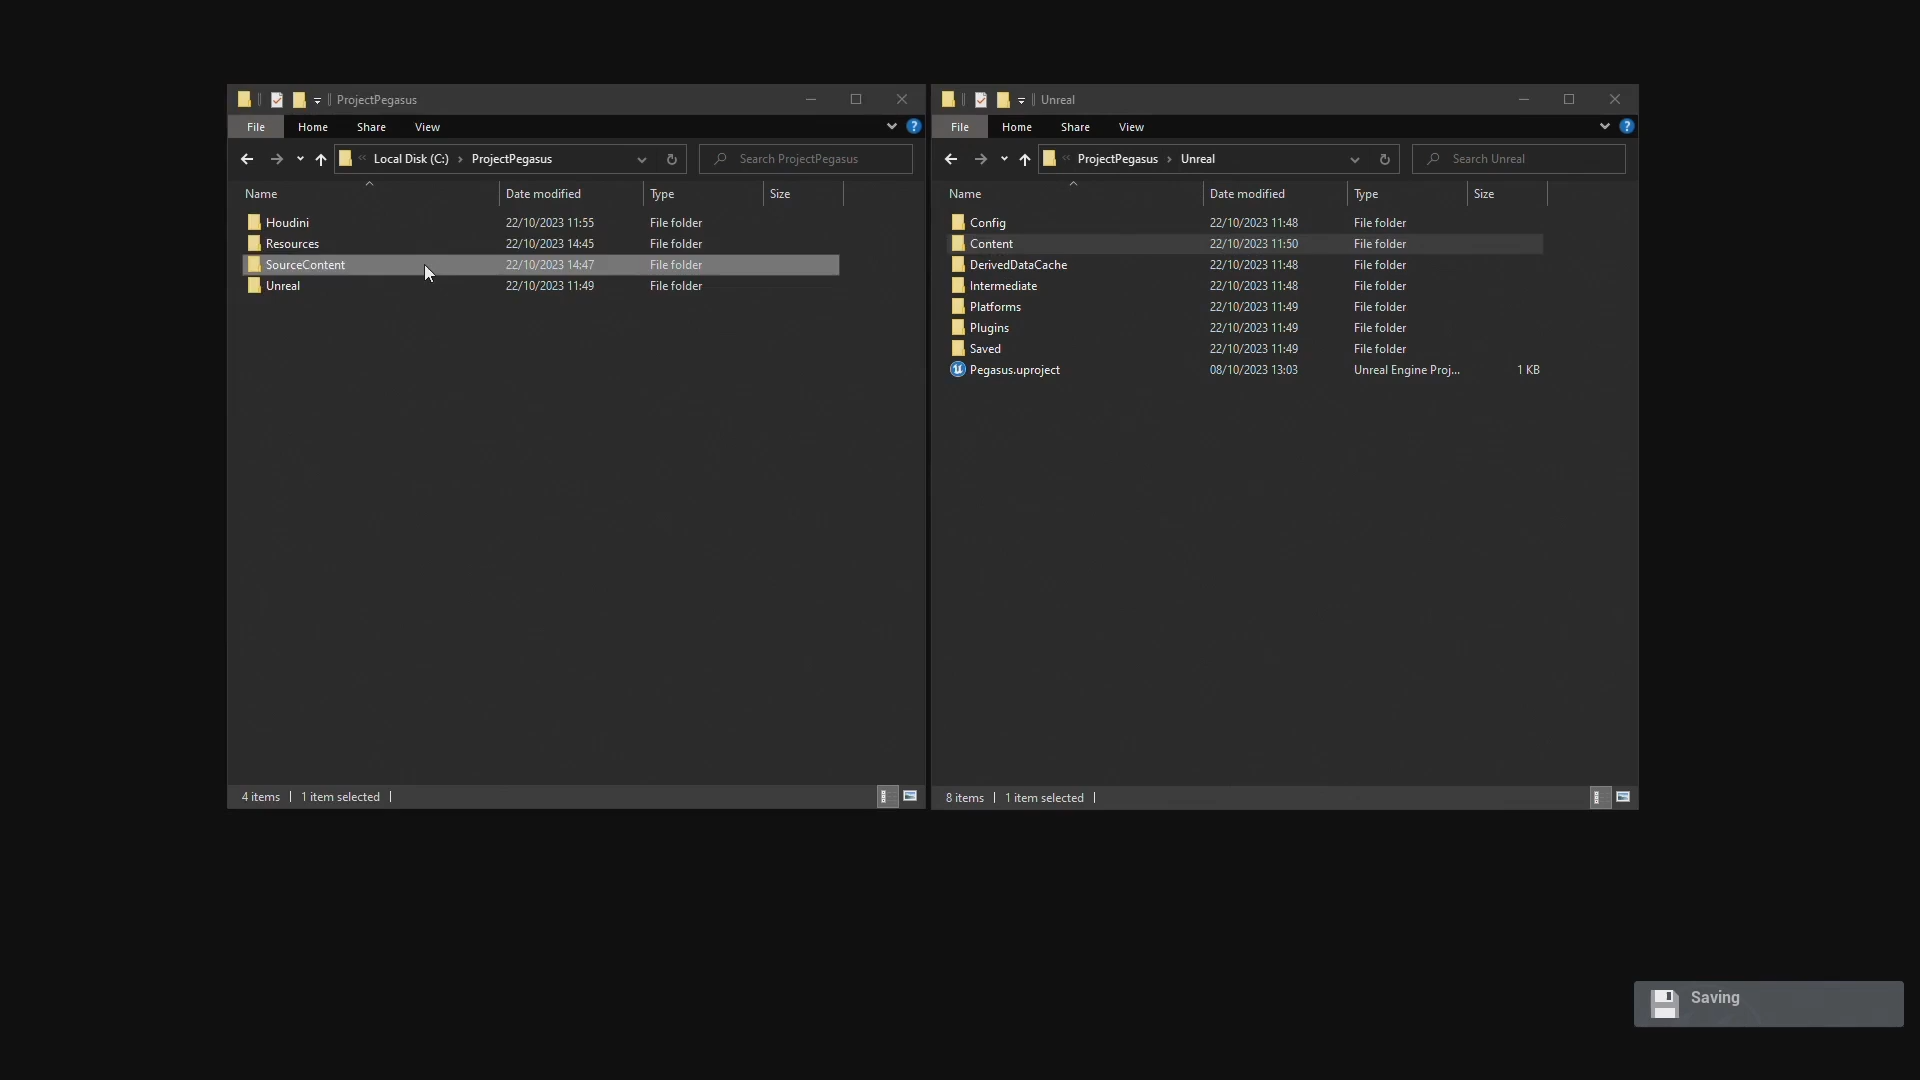 ProjectPegasus
File Home Share View
« Local Disk (C:) › ProjectPegasus
Search ProjectPegasus
Name Date modified Type Size
Houdini 22/10/2023 11:55 File folder
Resources 22/10/2023 14:45 File folder
SourceContent 22/10/2023 14:47 File folder
Unreal 22/10/2023 11:49 File folder
4 items 1 item selected
Unreal
File Home Share View
« ProjectPegasus › Unreal
Search Unreal
Name Date modified Type Size
Config 22/10/2023 11:48 File folder
Content 22/10/2023 11:50 File folder
DerivedDataCache 22/10/2023 11:48 File folder
Intermediate 22/10/2023 11:48 File folder
Platforms 22/10/2023 11:49 File folder
Plugins 22/10/2023 11:49 File folder
Saved 22/10/2023 11:49 File folder
Pegasus.uproject 08/10/2023 13:03 Unreal Engine Proj... 1 KB
8 items 1 item selected
Saving